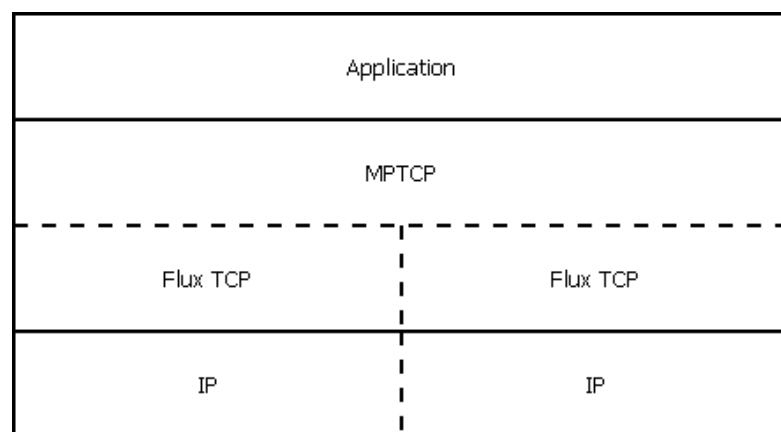 Application
MPTCP
Flux TCP
Flux TCP
IP
IP